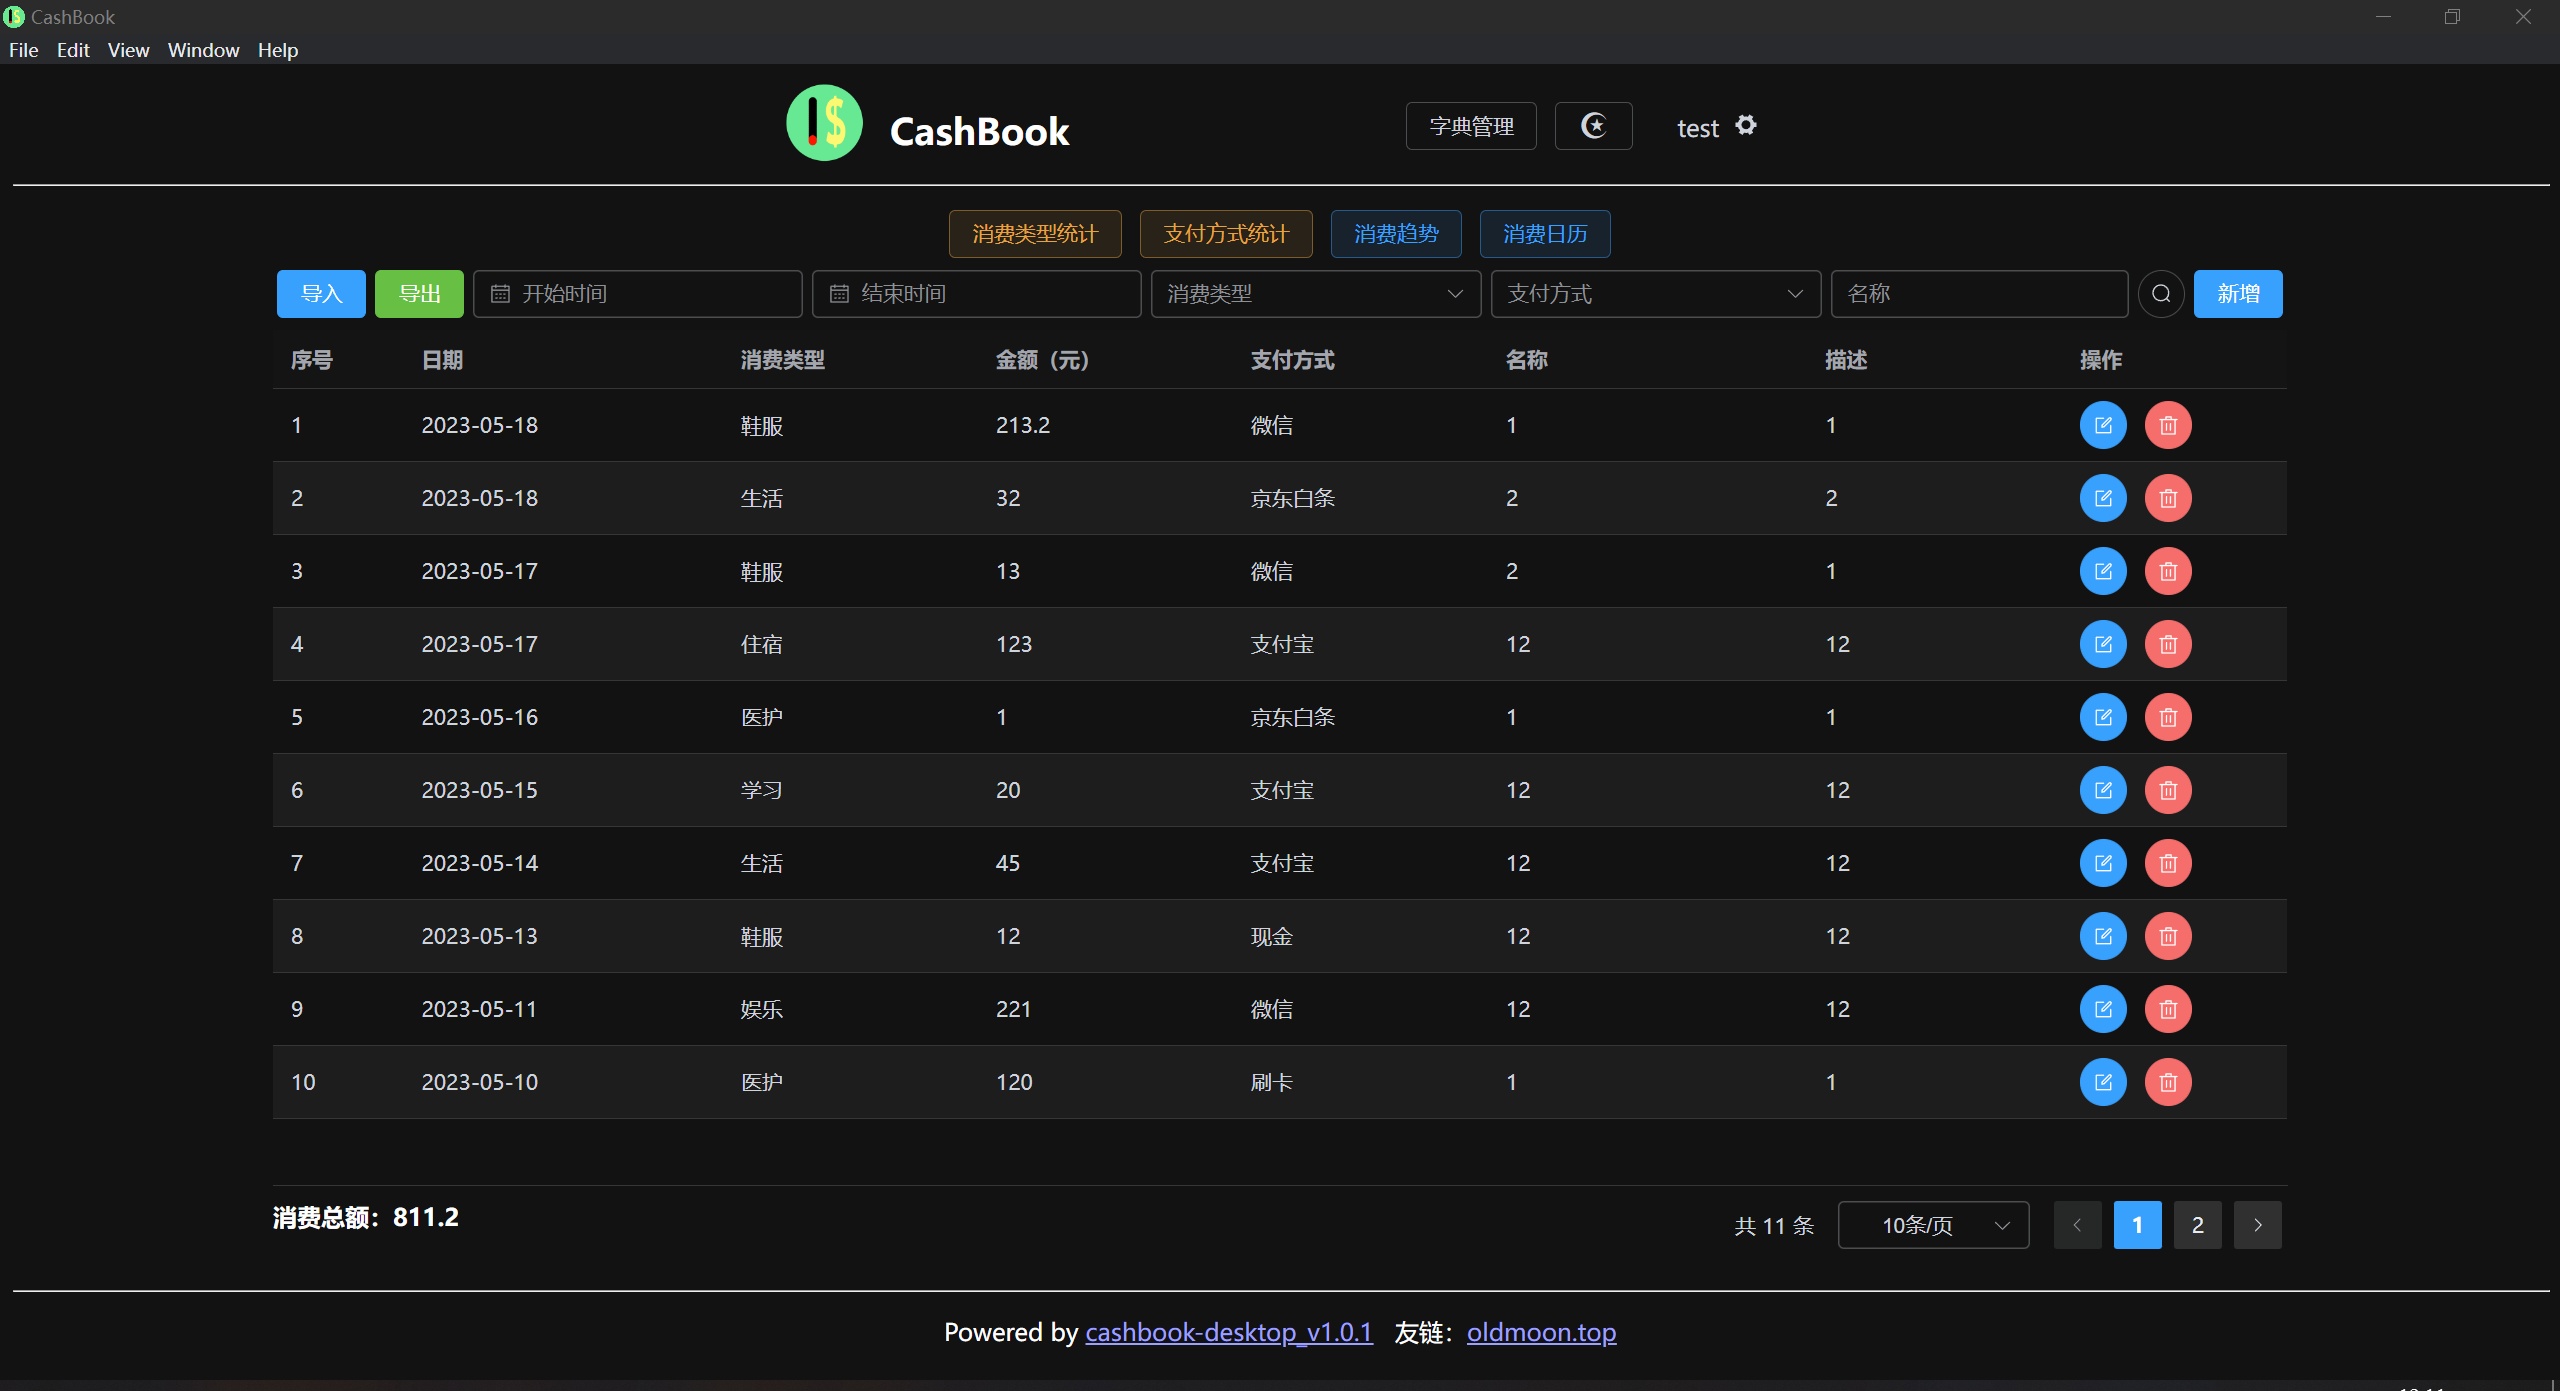 CashBook
File Edit View Window Help
CashBook 字典管理 test
消费类型统计 支付方式统计 消费趋势 消费日历
导入 导出 开始时间 结束时间 消费类型 支付方式 名称 新增
序号 日期 消费类型 金额（元） 支付方式 名称 描述 操作
1 2023-05-18 鞋服 213.2 微信 1 1
2 2023-05-18 生活 32 京东白条 2 2
3 2023-05-17 鞋服 13 微信 2 1
4 2023-05-17 住宿 123 支付宝 12 12
5 2023-05-16 医护 1 京东白条 1 1
6 2023-05-15 学习 20 支付宝 12 12
7 2023-05-14 生活 45 支付宝 12 12
8 2023-05-13 鞋服 12 现金 12 12
9 2023-05-11 娱乐 221 微信 12 12
10 2023-05-10 医护 120 刷卡 1 1
消费总额：811.2 共 11 条 10条/页 1 2
Powered by cashbook-desktop_v1.0.1 友链：oldmoon.top